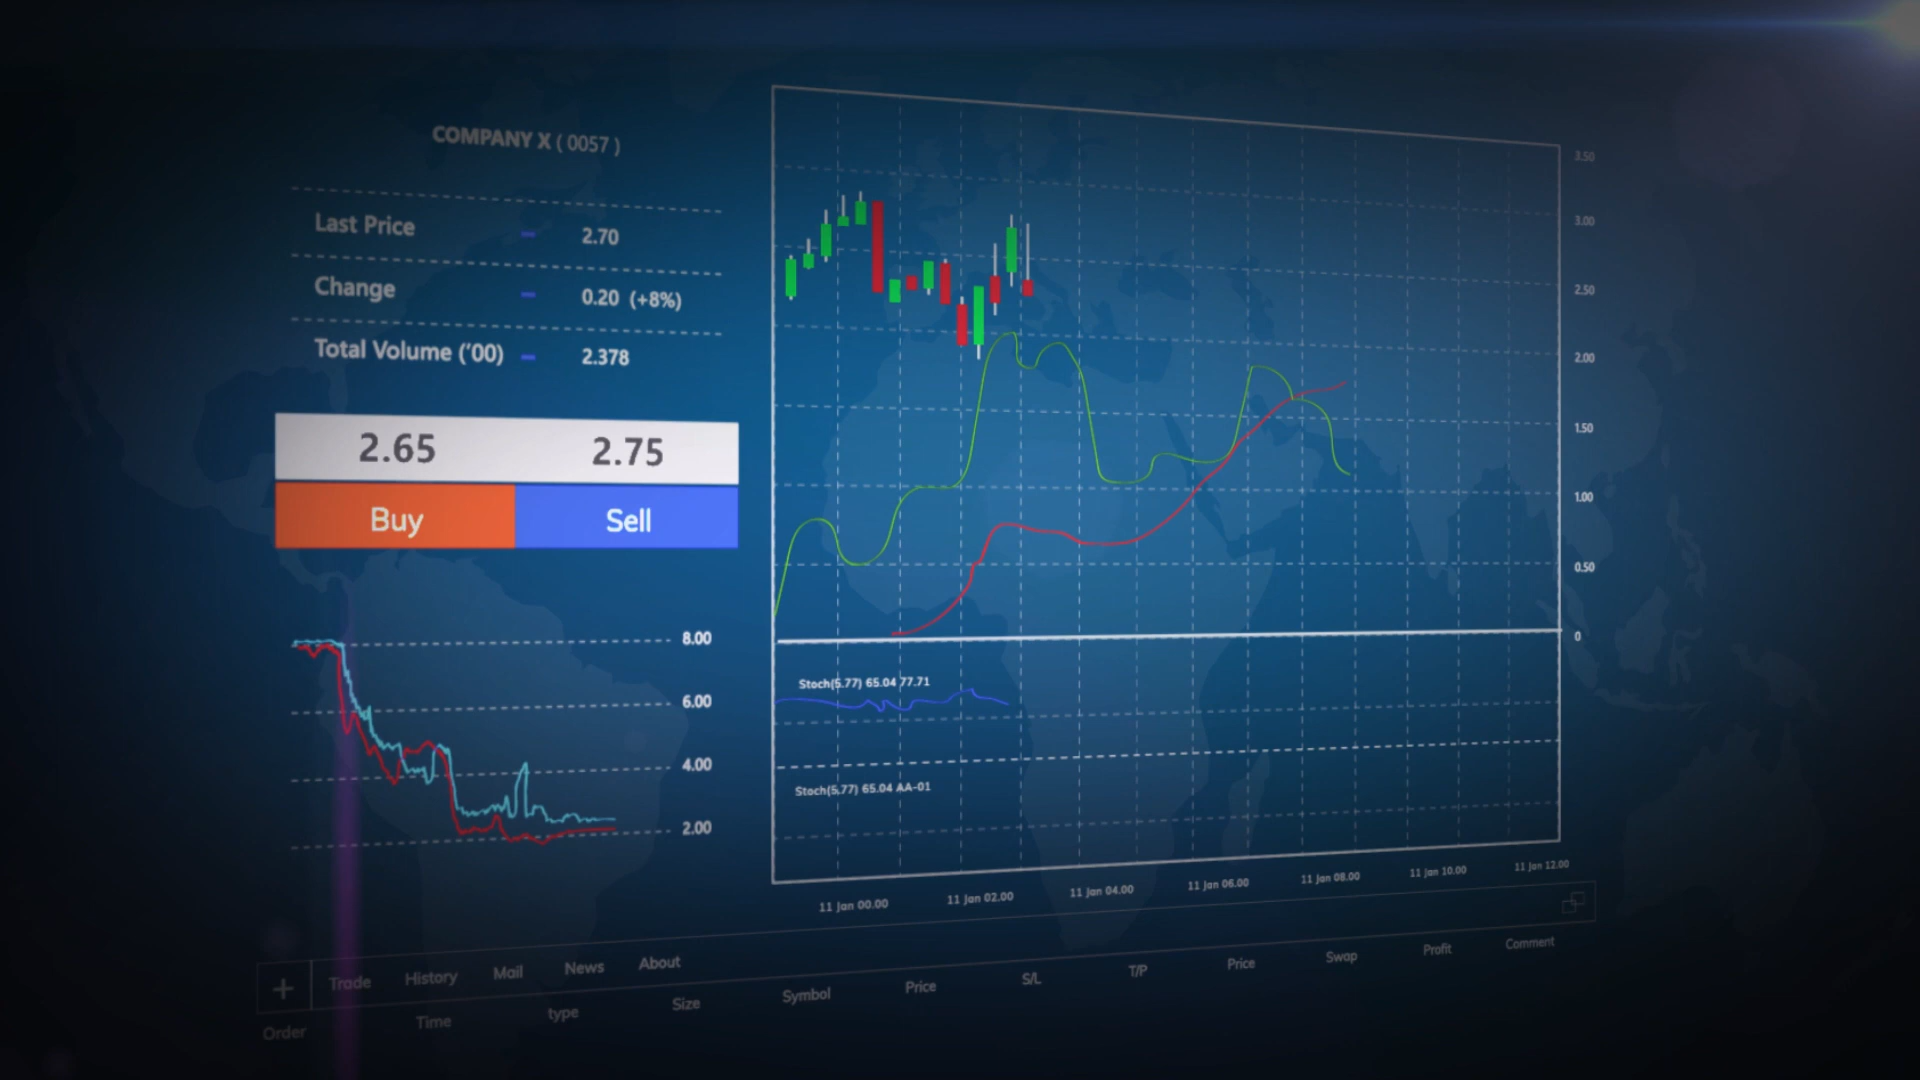 COMPANY X ( 0057 )
Last Price - 2.70
Change - 0.20 (+8%)
Total Volume ('00) - 2.378
2.65 2.75
Buy Sell
8.00
6.00
4.00
2.00
3.50
3.00
2.50
2.00
1.50
1.00
0.50
0
Stoch(5.77) 65.04 77.71
Stoch(5.77) 65.04 AA-01
11 Jan 00.00 11 Jan 02.00 11 Jan 04.00 11 Jan 06.00 11 Jan 08.00 11 Jan 10.00 11 Jan 12.00
+ Trade History Mail News About
Order Time type Size Symbol Price S/L T/P Price Swap Profit Comment